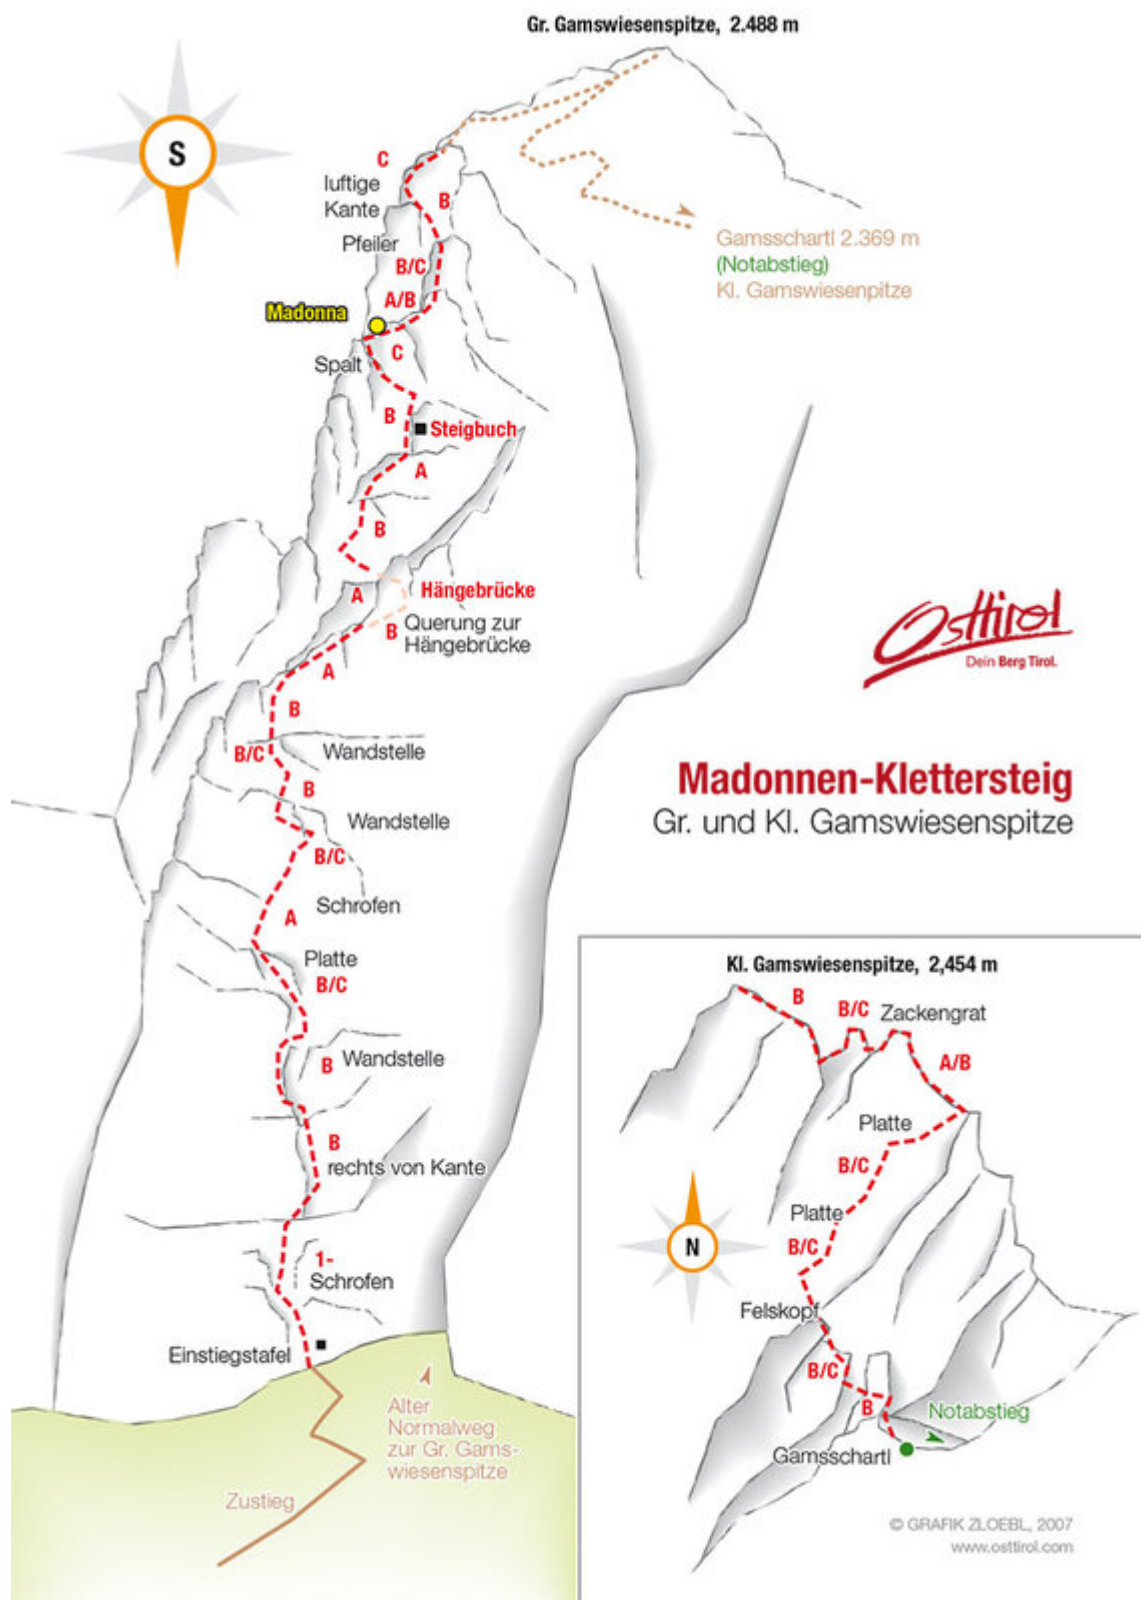 Gr. Gamswiesenspitze, 2.488 m
S
C
luftige
Kante
B
Pfeiler
B/C
A/B
Gamsschartl 2.369 m
(Notabstieg)
Kl. Gamswiesenpitze
Madonna
C
Spalt
B
Steigbuch
A
B
A
Hängebrücke
B
Querung zur
Hängebrücke
A
B
B/C
Wandstelle
B
Wandstelle
B/C
Schrofen
A
Platte
B/C
B
Wandstelle
B
rechts von Kante
1-
Schrofen
Einstiegstafel
Alter
Normalweg
zur Gr. Gams-
wiesenspitze
Zustieg
Osttirol
Dein Berg Tirol.
Madonnen-Klettersteig
Gr. und Kl. Gamswiesenspitze
Kl. Gamswiesenspitze, 2,454 m
B
B/C
Zackengrat
A/B
Platte
B/C
Platte
B/C
N
Felskopf
B/C
B
Notabstieg
Gamsschartl
© GRAFIK ZLOEBL, 2007
www.osttirol.com